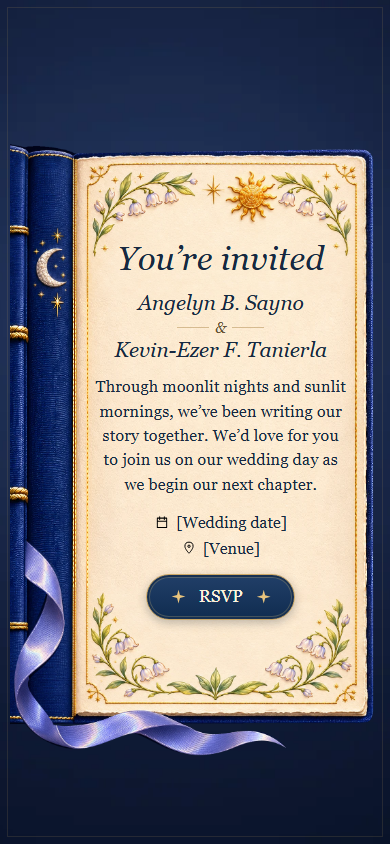 You’re invited
Angelyn B. Sayno
&
Kevin-Ezer F. Tanierla
Through moonlit nights and sunlit
mornings, we’ve been writing our
story together. We’d love for you
to join us on our wedding day as
we begin our next chapter.
[Wedding date]
[Venue]
RSVP